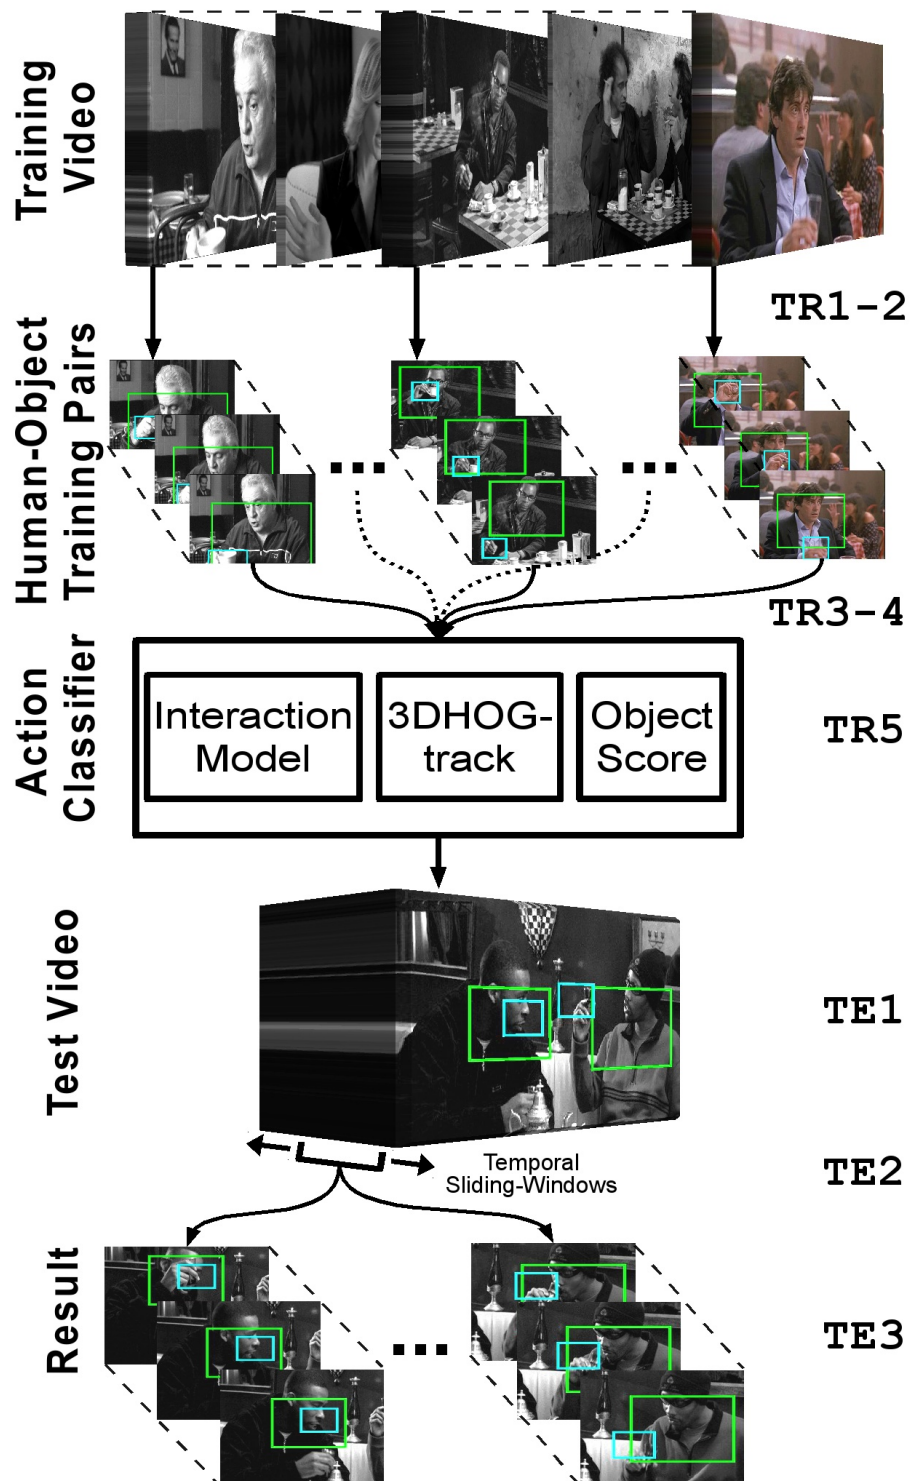 Training
Video
TR1-2
Human-Object
Training Pairs
TR3-4
Action
Classifier
Interaction
Model
3DHOG-
track
Object
Score
TR5
Test Video
TE1
Temporal
Sliding-Windows
TE2
Result
TE3